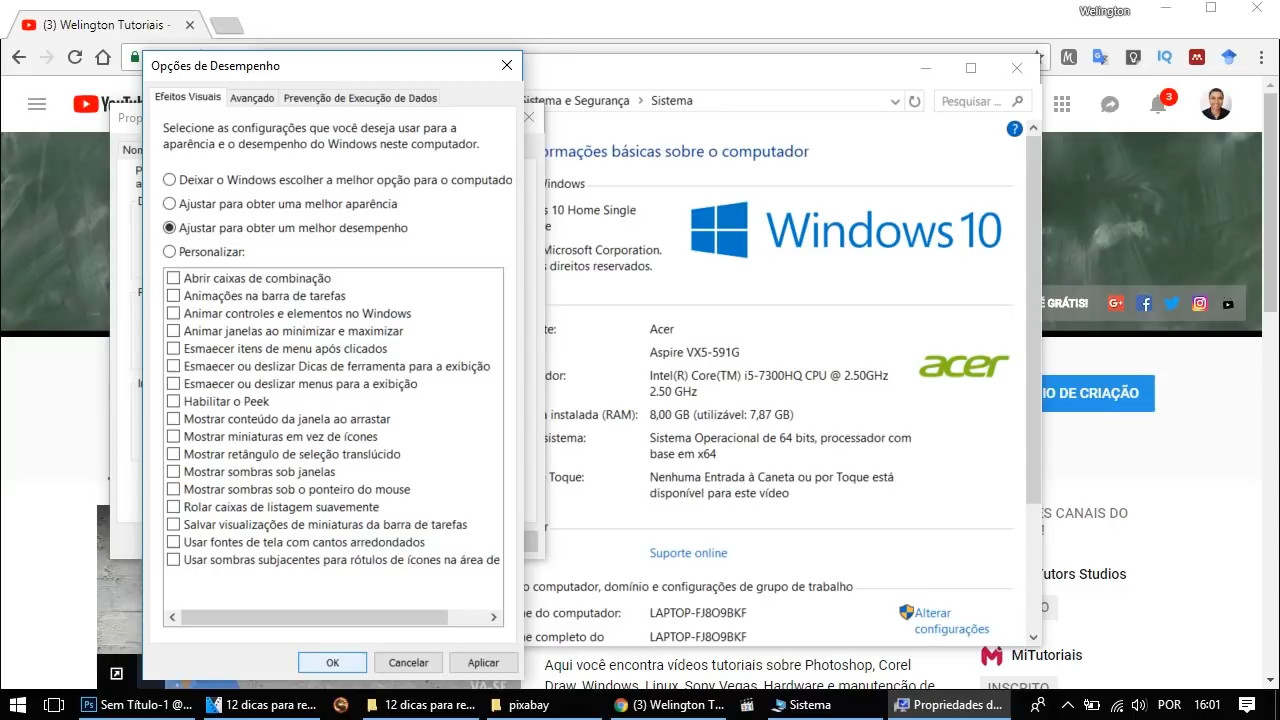 (3) Welington Tutoriais -
Welington
3
Opções de Desempenho
Efeitos Visuais
Avançado
Prevenção de Execução de Dados
Selecione as configurações que você deseja usar para a
aparência e o desempenho do Windows neste computador.
Deixar o Windows escolher a melhor opção para o computado
Ajustar para obter uma melhor aparência
Ajustar para obter um melhor desempenho
Personalizar:
Abrir caixas de combinação
Animações na barra de tarefas
Animar controles e elementos no Windows
Animar janelas ao minimizar e maximizar
Esmaecer itens de menu após clicados
Esmaecer ou deslizar Dicas de ferramenta para a exibição
Esmaecer ou deslizar menus para a exibição
Habilitar o Peek
Mostrar conteúdo da janela ao arrastar
Mostrar miniaturas em vez de ícones
Mostrar retângulo de seleção translúcido
Mostrar sombras sob janelas
Mostrar sombras sob o ponteiro do mouse
Rolar caixas de listagem suavemente
Salvar visualizações de miniaturas da barra de tarefas
Usar fontes de tela com cantos arredondados
Usar sombras subjacentes para rótulos de ícones na área de
OK
Cancelar
Aplicar
stema e Segurança > Sistema
Pesquisar ...
ormações básicas sobre o computador
Windows
s 10 Home Single
Microsoft Corporation.
s direitos reservados.
Windows 10
te: Acer
Aspire VX5-591G
acer
dor: Intel(R) Core(TM) i5-7300HQ CPU @ 2.50GHz
2.50 GHz
a instalada (RAM): 8,00 GB (utilizável: 7,87 GB)
sistema: Sistema Operacional de 64 bits, processador com
base em x64
Toque: Nenhuma Entrada à Caneta ou por Toque está
disponível para este vídeo
Suporte online
o computador, domínio e configurações de grupo de trabalho
me do computador: LAPTOP-FJ8O9BKF
me completo do LAPTOP-FJ8O9BKF
Alterar
configurações
É GRÁTIS!
IO DE CRIAÇÃO
ES CANAIS DO
Tutors Studios
MiTutoriais
INSCRITO
Aqui você encontra vídeos tutoriais sobre Photoshop, Corel
Draw, Windows, Linux, Sony Vegas, Hardware e manutenção de
Sem Título-1 @...
12 dicas para re...
12 dicas para re...
pixabay
(3) Welington T...
Sistema
Propriedades d...
POR
16:01